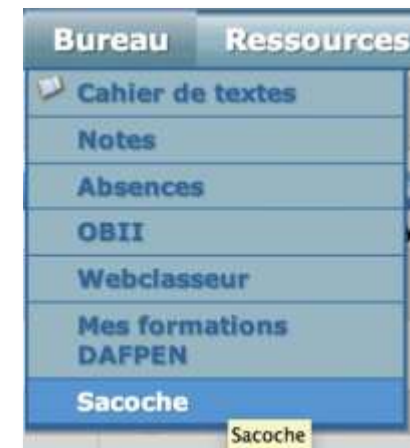 Bureau Ressources
Cahier de textes
Notes
Absences
OBII
Webclasseur
Mes formations
DAFPEN
Sacoche
Sacoche